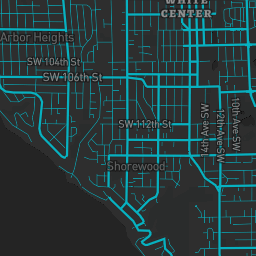 WHITE
CENTER
Arbor Heights
SW 104th St
SW 106th St
SW 112th St
14th Ave SW
12th Ave SW
10th Ave SW
Shorewood